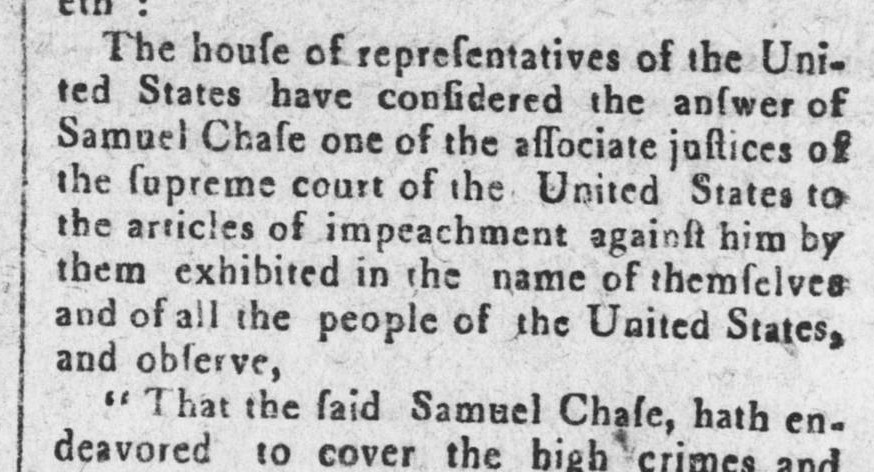 eth :
The houſe of repreſentatives of the Uni-
ted States have conſidered the anſwer of
Samuel Chaſe one of the aſſociate juſtices of
the ſupreme court of the United States to
the articles of impeachment againſt him by
them exhibited in the name of themſelves
and of all the people of the United States,
and obſerve,
“ That the ſaid Samuel Chaſe, hath en-
deavored to cover the high crimes and